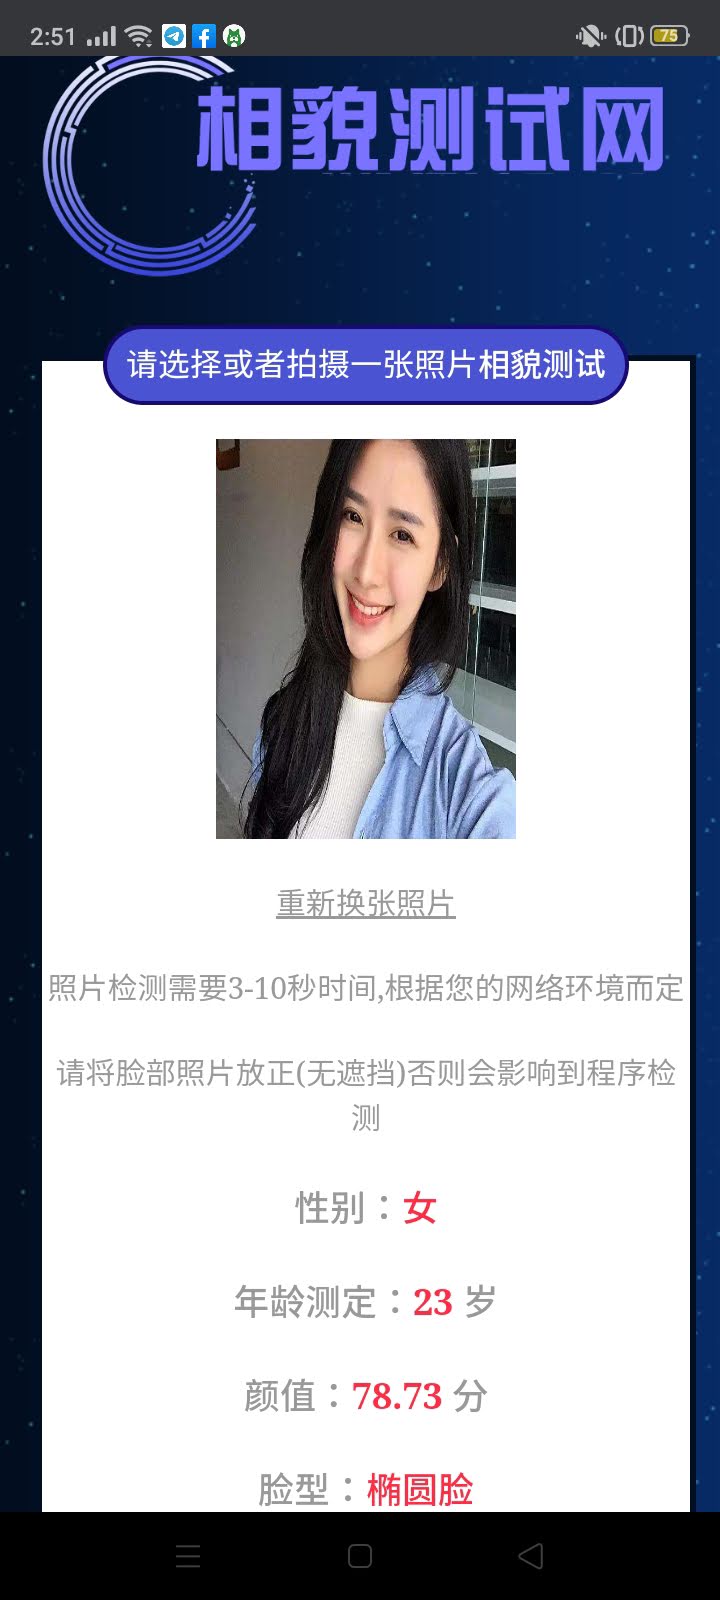 2:51
75
相貌测试网
请选择或者拍摄一张照片相貌测试
重新换张照片
照片检测需要3-10秒时间,根据您的网络环境而定
请将脸部照片放正(无遮挡)否则会影响到程序检
测
性别：女
年龄测定：23 岁
颜值：78.73 分
脸型：椭圆脸